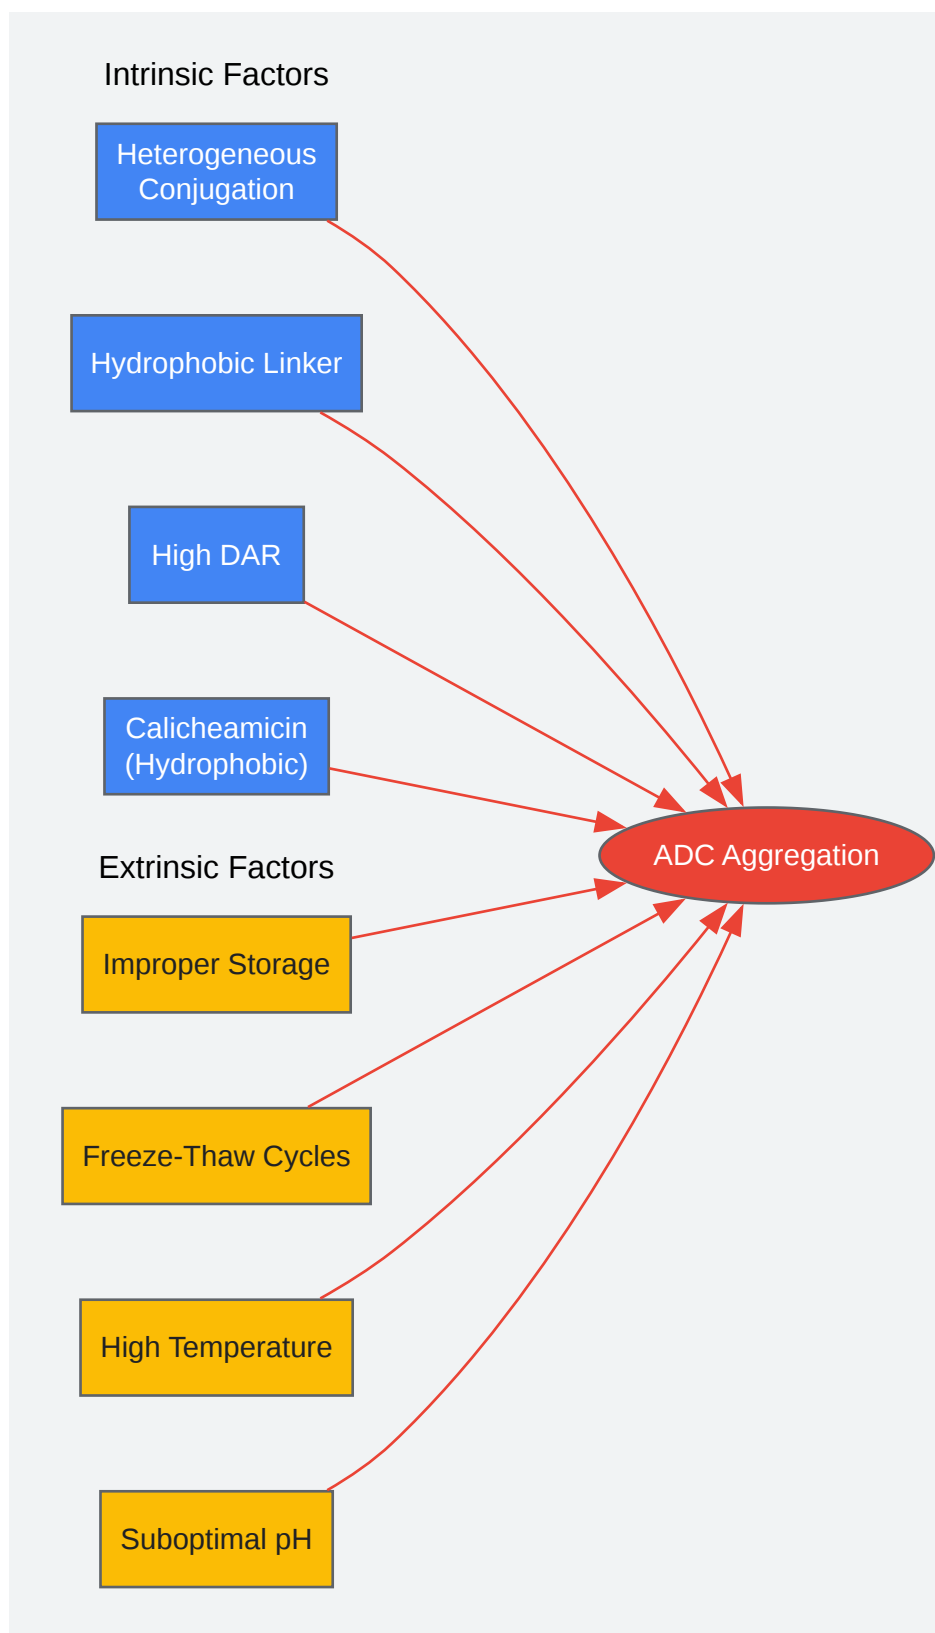 Intrinsic Factors
Heterogeneous
Conjugation
Hydrophobic Linker
High DAR
Calicheamicin
(Hydrophobic)
ADC Aggregation
Extrinsic Factors
Improper Storage
Freeze-Thaw Cycles
High Temperature
Suboptimal pH